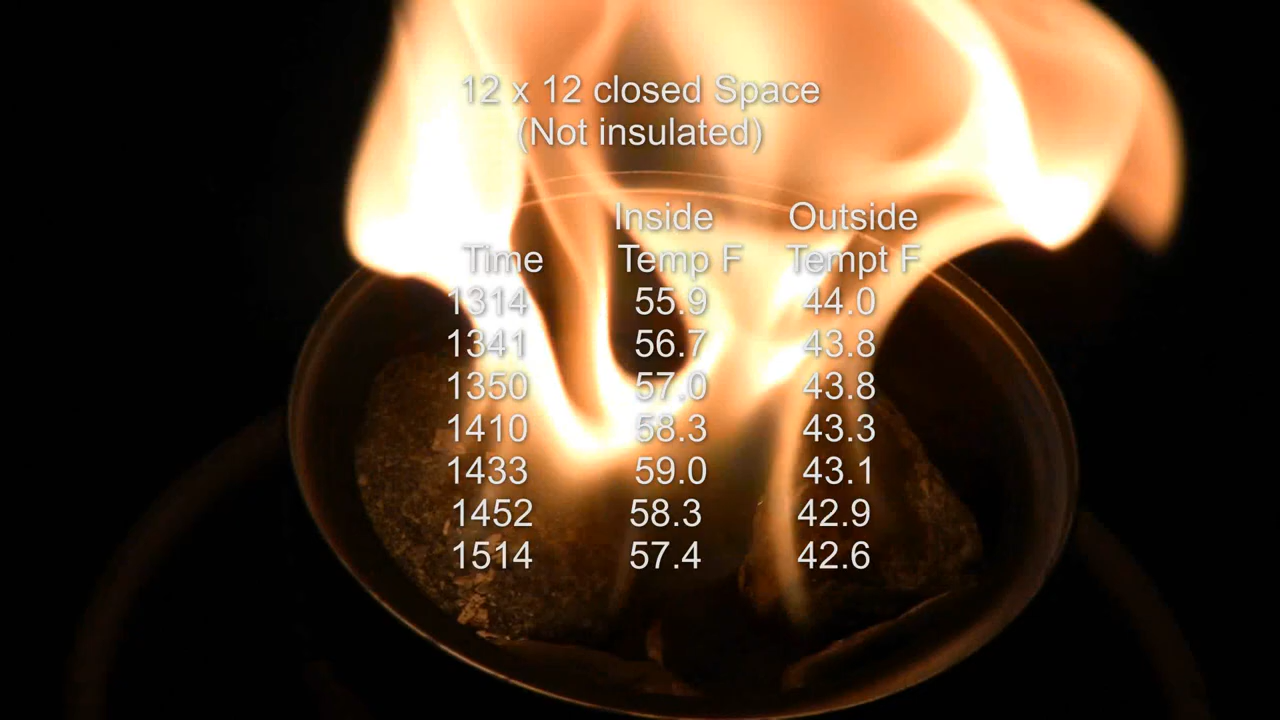 12 x 12 closed Space
(Not insulated)
Inside Outside
Time Temp F Tempt F
1314 55.9 44.0
1341 56.7 43.8
1350 57.0 43.8
1410 58.3 43.3
1433 59.0 43.1
1452 58.3 42.9
1514 57.4 42.6